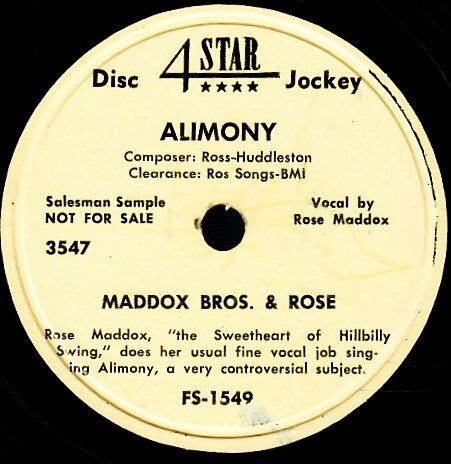 Disc 4 STAR Jockey
★★★★
ALIMONY
Composer: Ross-Huddleston
Clearance: Ros Songs-BMI
Salesman Sample
NOT FOR SALE
3547
Vocal by
Rose Maddox
MADDOX BROS. & ROSE
Rose Maddox, "the Sweetheart of Hillbilly
Swing," does her usual fine vocal job sing-
ing Alimony, a very controversial subject.
FS-1549